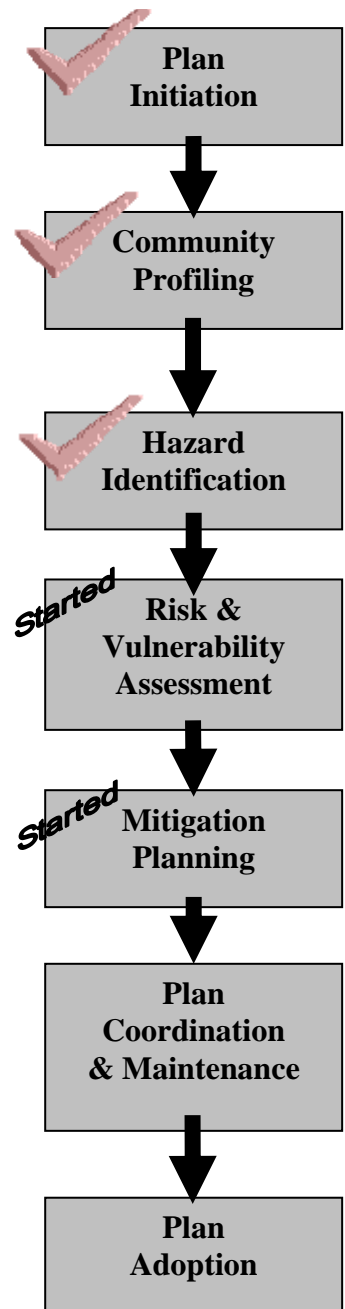 Plan
Initiation
Community
Profiling
Hazard
Identification
Started
Risk &
Vulnerability
Assessment
Started
Mitigation
Planning
Plan
Coordination
& Maintenance
Plan
Adoption